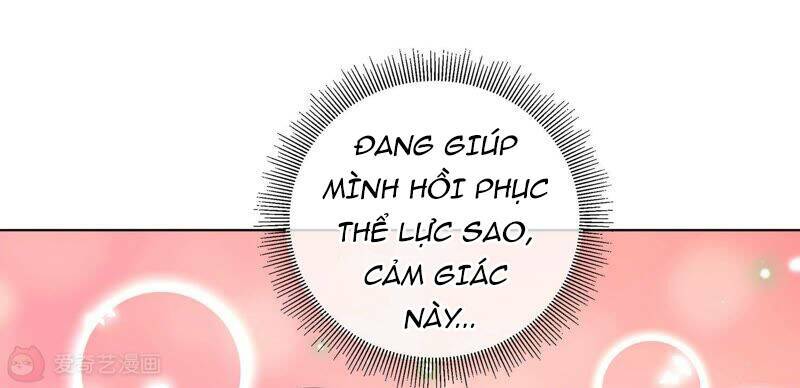 ĐANG GIÚP
MÌNH HỒI PHỤC
THỂ LỰC SAO,
CẢM GIÁC
NÀY...
爱奇艺漫画